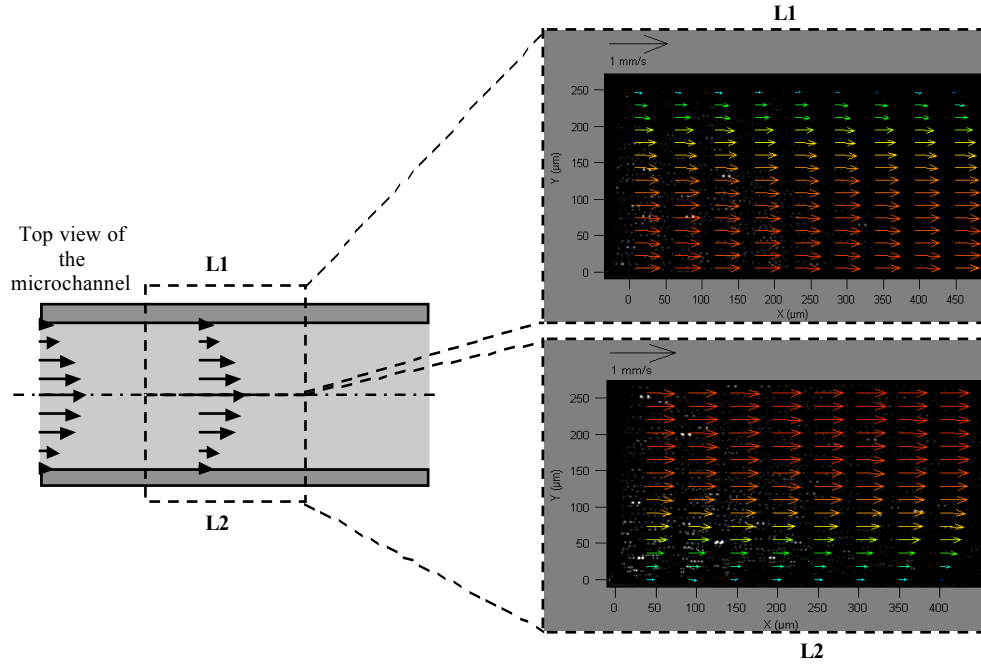 L1
1 mm/s
250
200
150
100
50
0
Y (µm)
0 50 100 150 200 250 300 350 400 450
X (µm)
Top view of
the
microchannel
L1
L2
1 mm/s
250
200
150
100
50
0
Y (µm)
0 50 100 150 200 250 300 350 400
X (µm)
L2